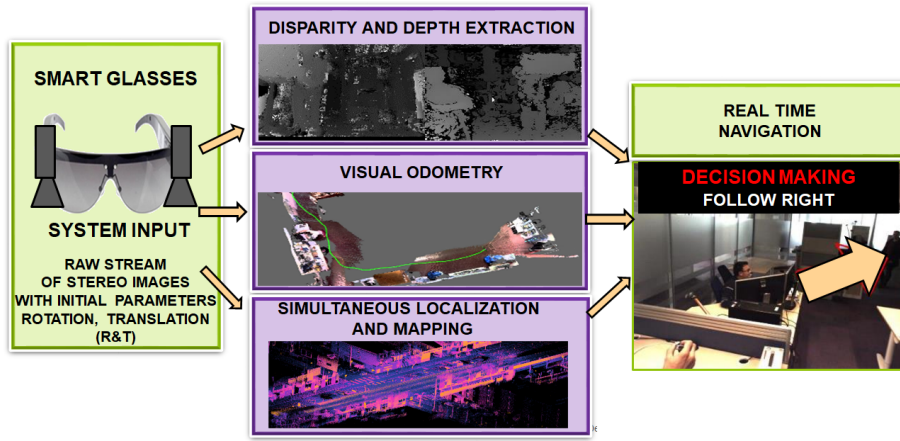 SMART GLASSES
SYSTEM INPUT
RAW STREAM
OF STEREO IMAGES
WITH INITIAL PARAMETERS
ROTATION, TRANSLATION
(R&T)
DISPARITY AND DEPTH EXTRACTION
VISUAL ODOMETRY
SIMULTANEOUS LOCALIZATION
AND MAPPING
REAL TIME
NAVIGATION
DECISION MAKING
FOLLOW RIGHT